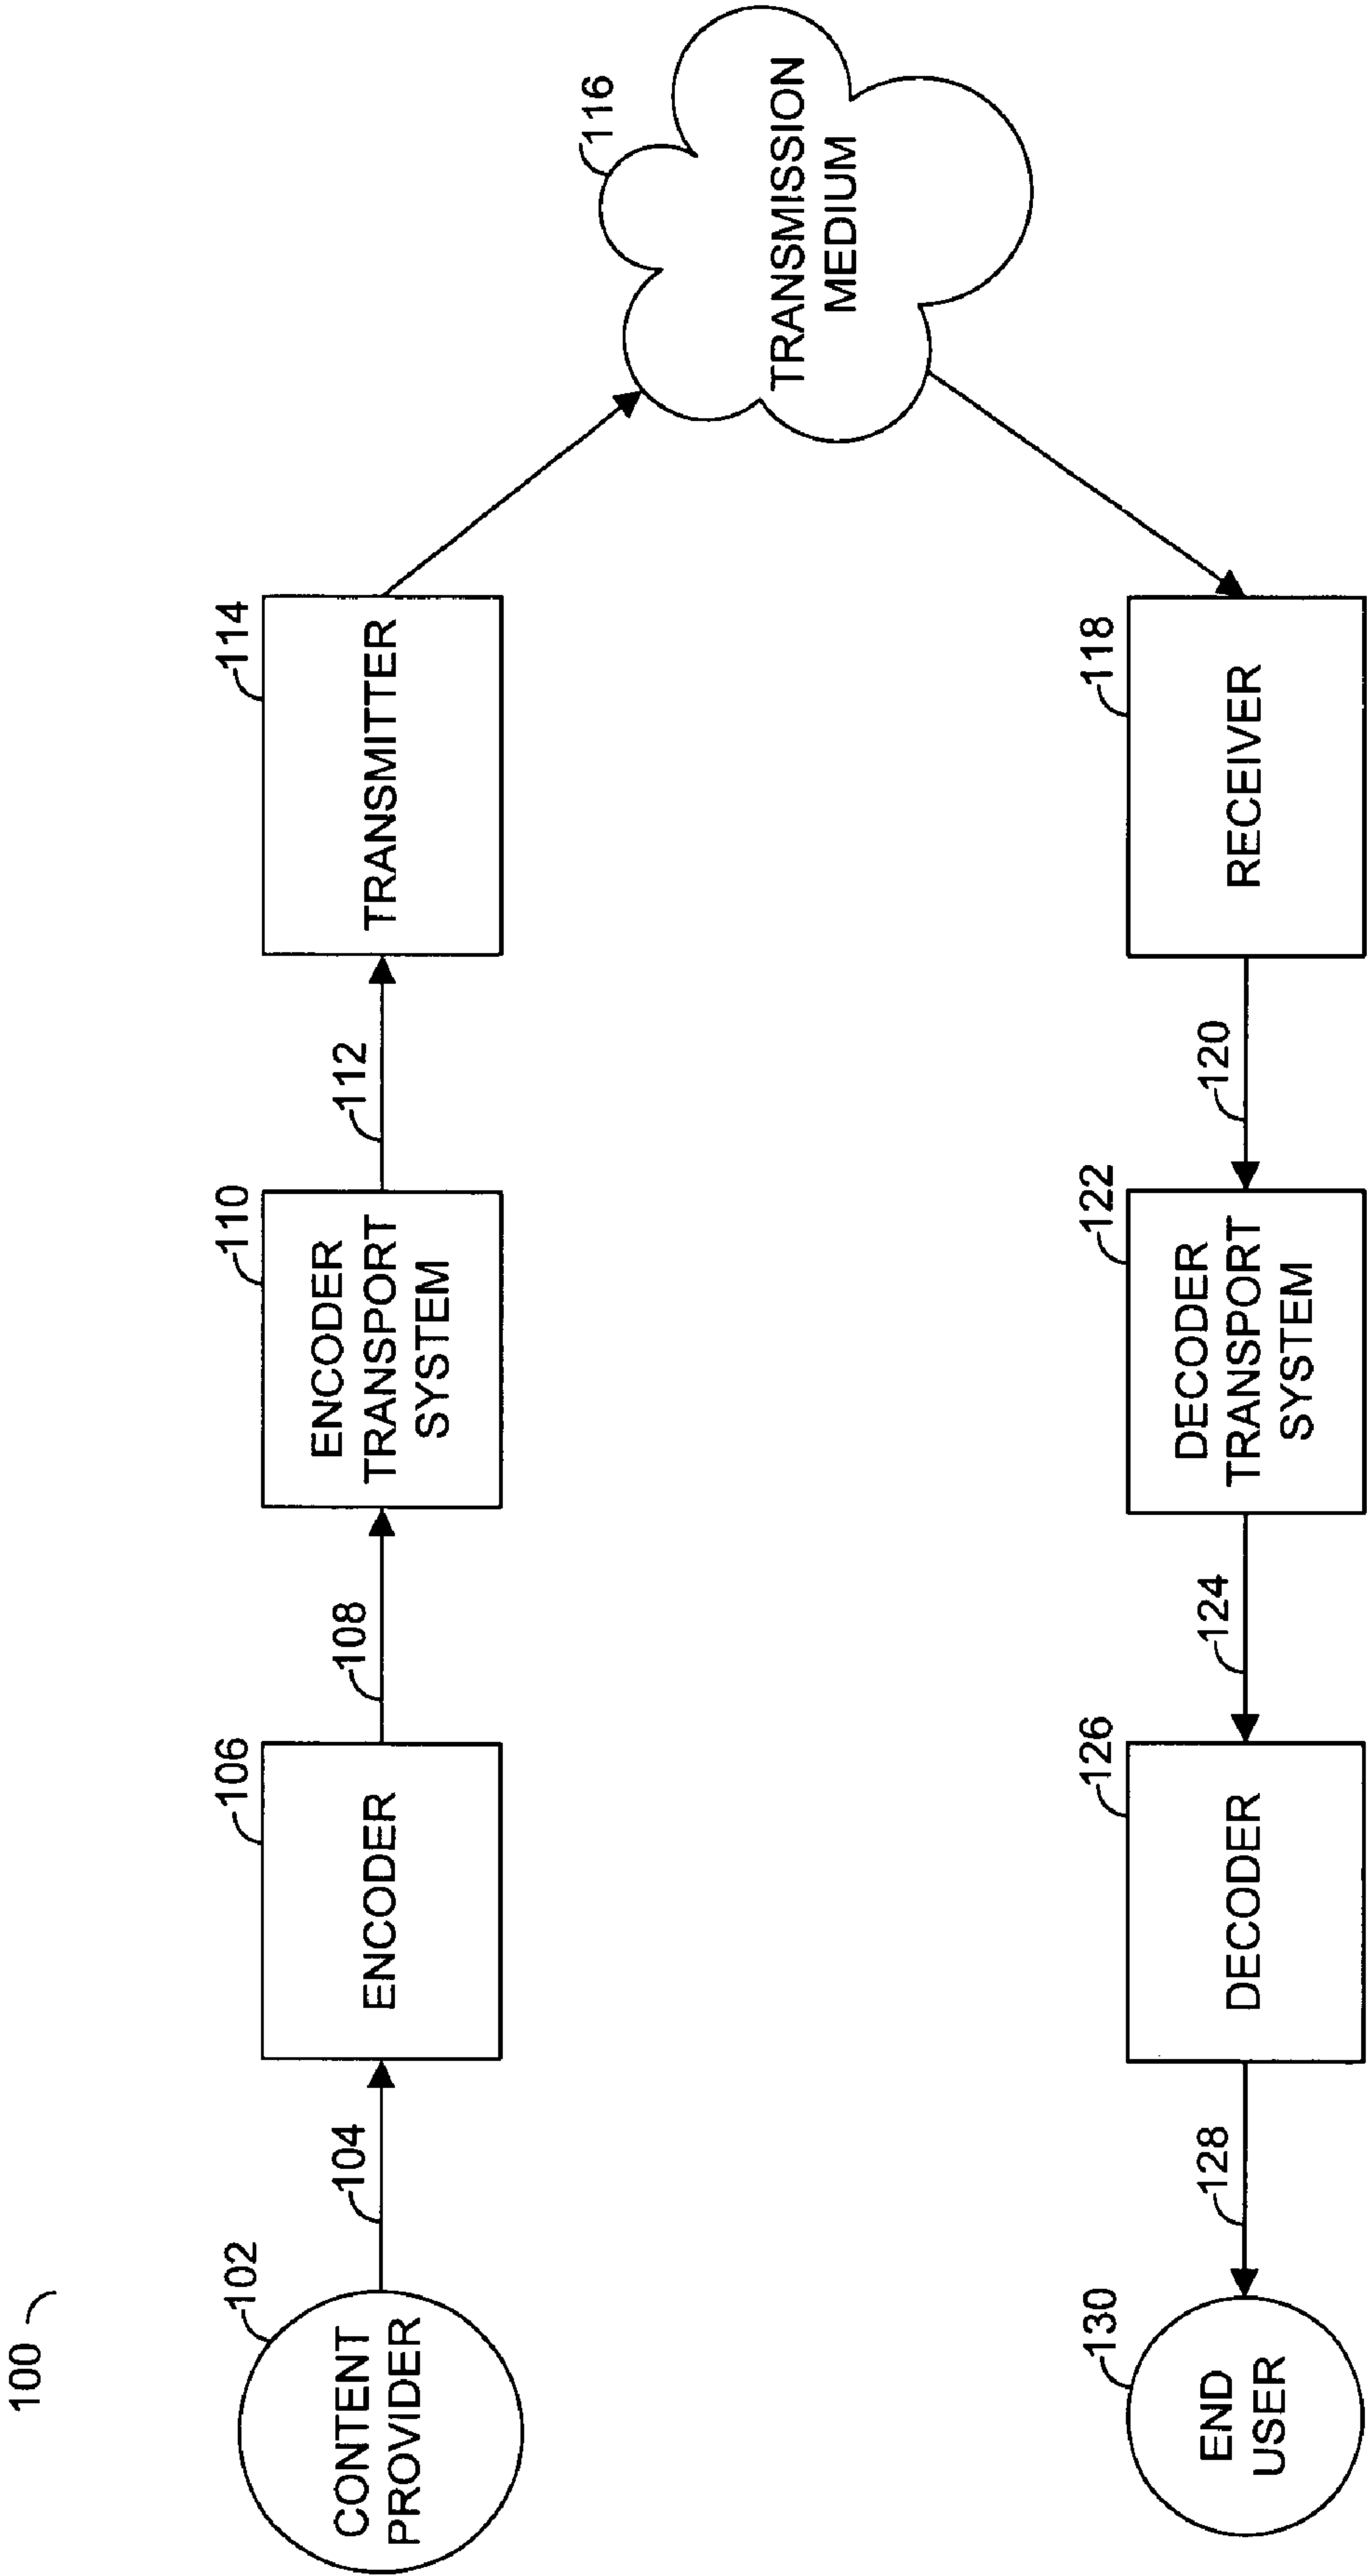 100
102
CONTENT
PROVIDER
104
106
ENCODER
108
110
ENCODER
TRANSPORT
SYSTEM
112
114
TRANSMITTER
116
TRANSMISSION
MEDIUM
118
RECEIVER
120
122
DECODER
TRANSPORT
SYSTEM
124
126
DECODER
128
130
END
USER